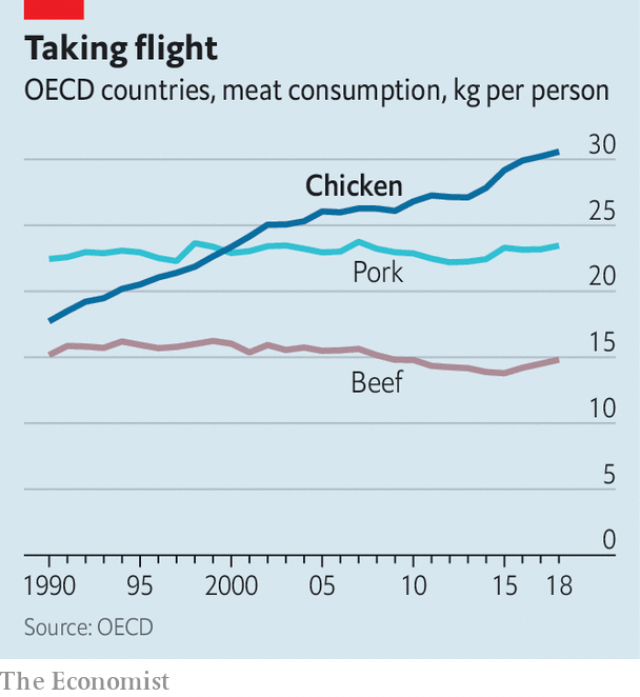 Taking flight
OECD countries, meat consumption, kg per person
30
Chicken
25
Pork
20
15
Beef
10
5
0
1990 95 2000 05 10 15 18
Source: OECD
The Economist